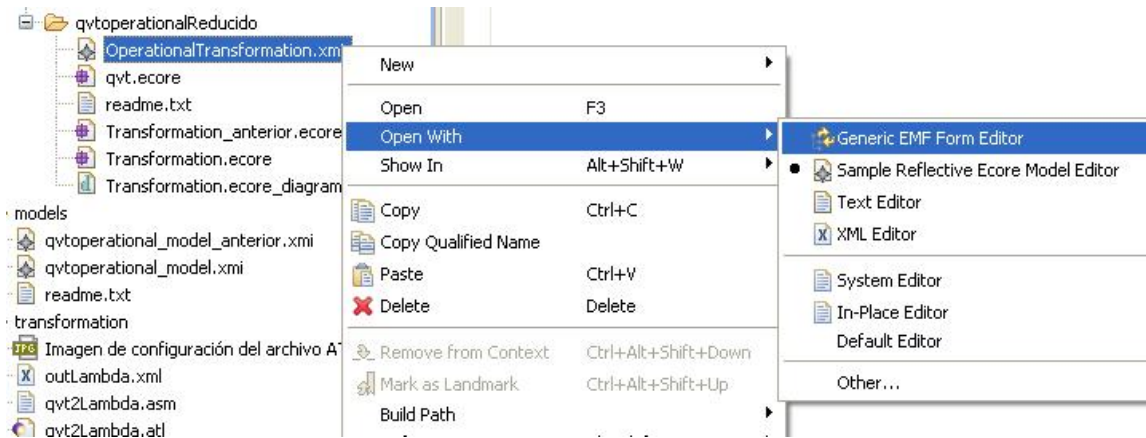 qvtoperationalReducido
OperationalTransformation.xm
qvt.ecore
readme.txt
Transformation_anterior.ecore
Transformation.ecore
Transformation.ecore_diagram
models
qvtoperational_model_anterior.xmi
qvtoperational_model.xmi
readme.txt
transformation
Imagen de configuración del archivo AT
outLambda.xml
qvt2Lambda.asm
qvt2Lambda.atl
New
Open F3
Open With
Show In Alt+Shift+W
Copy Ctrl+C
Copy Qualified Name
Paste Ctrl+V
Delete Delete
Remove from Context Ctrl+Alt+Shift+Down
Mark as Landmark Ctrl+Alt+Shift+Up
Build Path
Generic EMF Form Editor
Sample Reflective Ecore Model Editor
Text Editor
XML Editor
System Editor
In-Place Editor
Default Editor
Other...